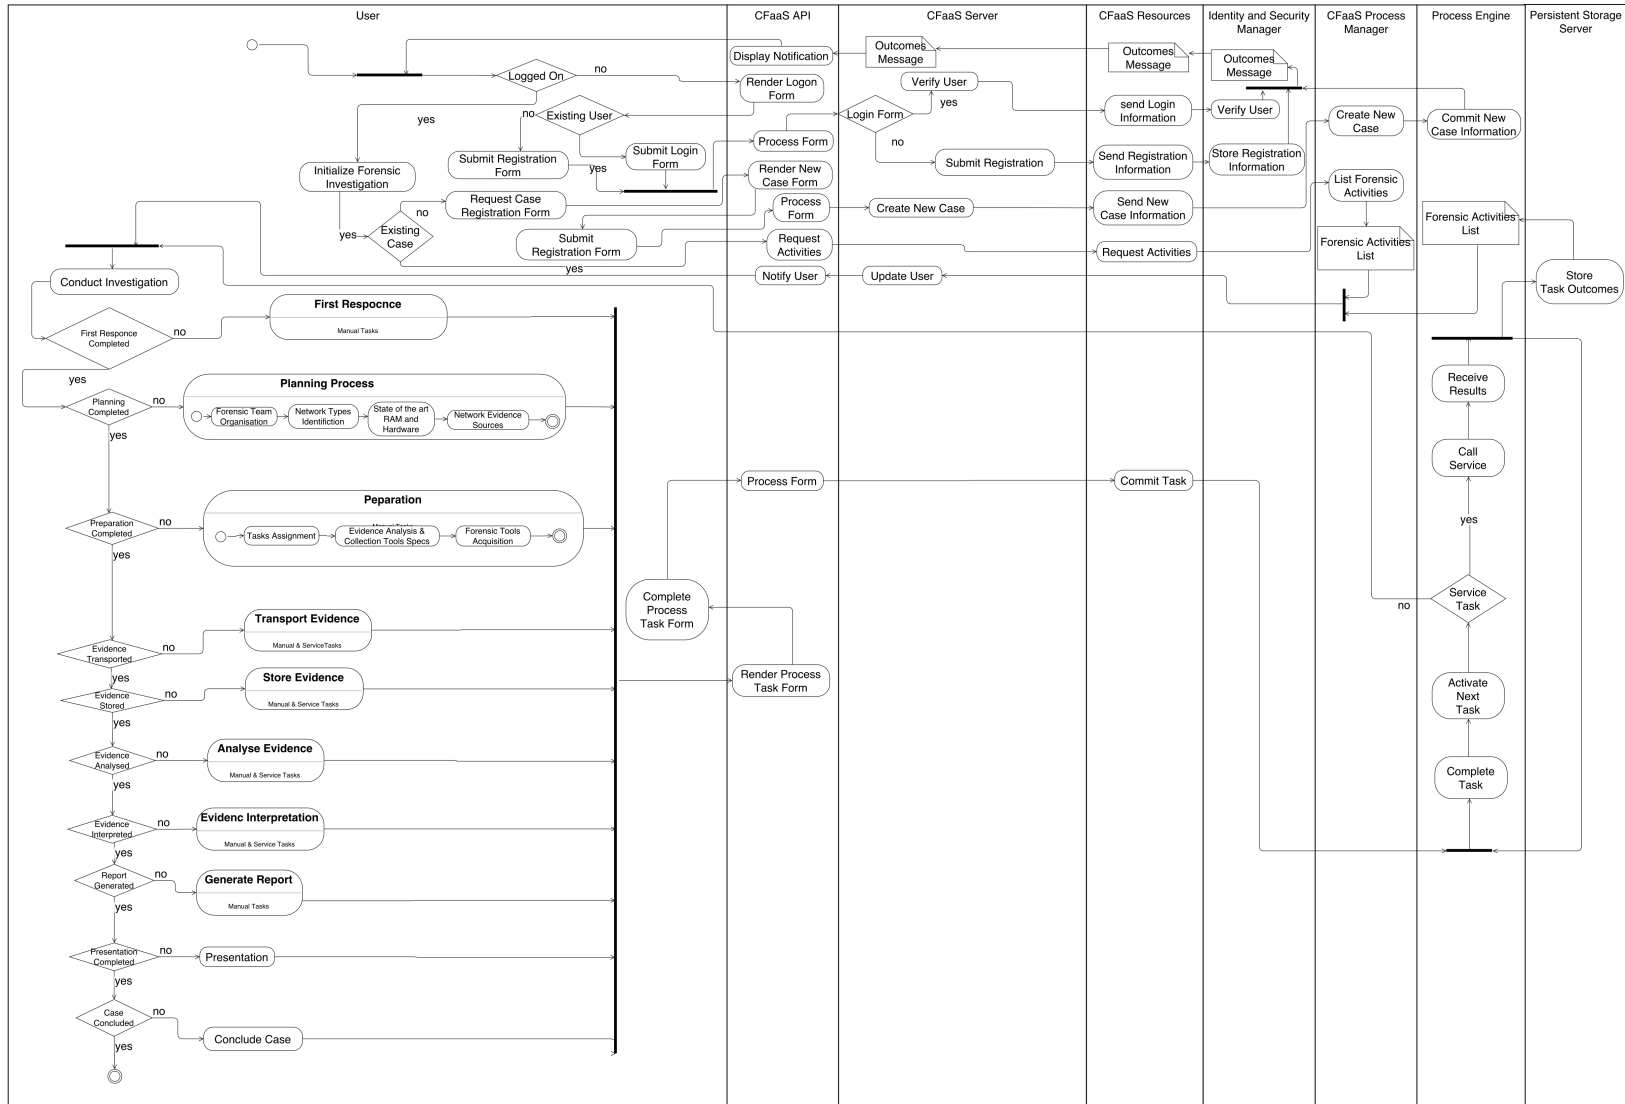 User
CFaaS API
CFaaS Server
CFaaS Resources
Identity and Security
Manager
CFaaS Process
Manager
Process Engine
Persistent Storage
Server
Display Notification
Outcomes
Message
Outcomes
Message
Outcomes
Message
Logged On
no
yes
Render Logon
Form
Verify User
yes
Login Form
no
send Login
Information
Verify User
Create New
Case
Commit New
Case Information
Existing User
no
yes
Submit Registration
Form
Submit Login
Form
Process Form
Submit Registration
Send Registration
Information
Store Registration
Information
Initialize Forensic
Investigation
Render New
Case Form
List Forensic
Activities
Request Case
Registration Form
no
yes
Existing
Case
yes
Process
Form
Create New Case
Send New
Case Information
Forensic Activities
List
Submit
Registration Form
Request
Activities
Request Activities
Forensic Activities
List
Conduct Investigation
Notify User
Update User
Store
Task Outcomes
First Responce
Completed
no
yes
First Respocnce
Manual Tasks
Planning
Completed
no
yes
Planning Process
Forensic Team
Organisation
Network Types
Identifiction
State of the art
RAM and
Hardware
Network Evidence
Sources
Receive
Results
Call
Service
yes
Process Form
Commit Task
Preparation
Completed
no
yes
Peparation
Manual Tasks
Tasks Assignment
Evidence Analysis &
Collection Tools Specs
Forensic Tools
Acquisition
Complete
Process
Task Form
Service
Task
no
Evidence
Transported
no
yes
Transport Evidence
Manual & ServiceTasks
Evidence
Stored
no
yes
Store Evidence
Manual & Service Tasks
Render Process
Task Form
Activate
Next
Task
Evidence
Analysed
no
yes
Analyse Evidence
Manual & Service Tasks
Complete
Task
Evidence
Interpreted
no
yes
Evidenc Interpretation
Manual & Service Tasks
Report
Generated
no
yes
Generate Report
Manual Tasks
Presentation
Completed
no
yes
Presentation
Case
Concluded
no
yes
Conclude Case